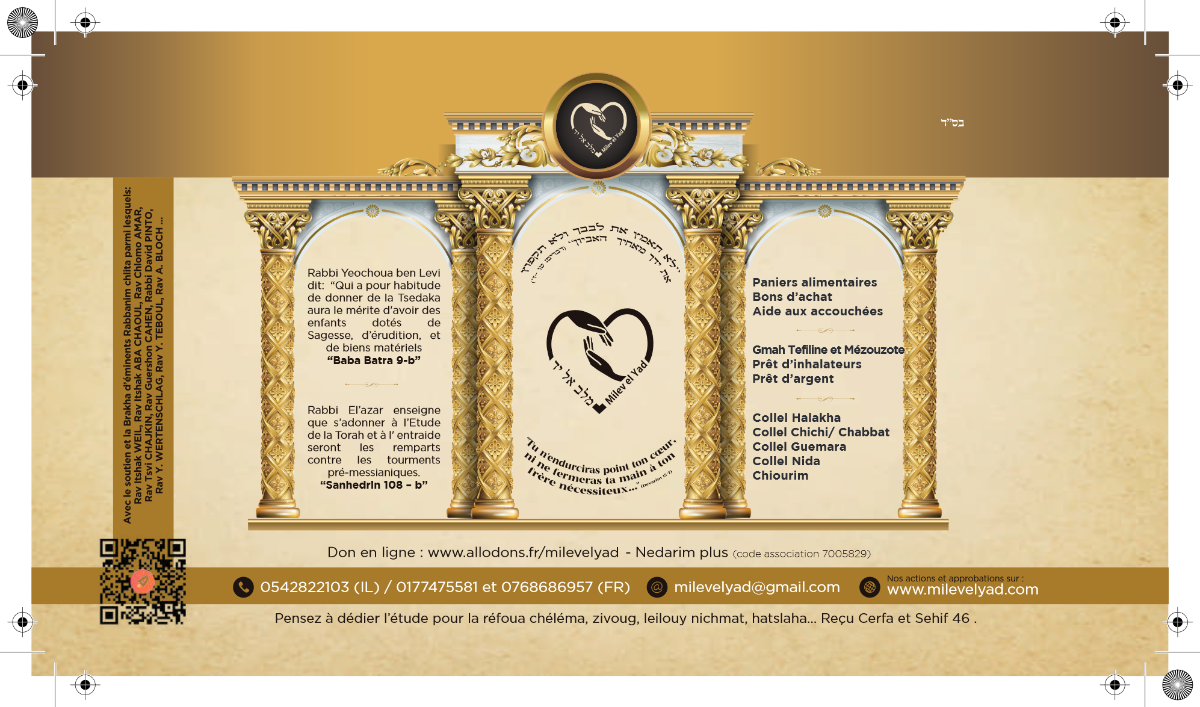 בס"ד
מלב אל יד
Milev el Yad
Avec le soutien et la Brakha d'éminents Rabbanim chlita parmi lesquels:
Rav Itshak WEIL, Rav Itshak ABA CHAOUL, Rav Chlomo AMAR,
Rav Tsvi CHAJKIN, Rav Guershon CAHEN, Rabbi David PINTO,
Rav Y. WERTENSCHLAG, Rav Y. TEBOUL, Rav A. BLOCH ...
Rabbi Yeochoua ben Levi
dit: “Qui a pour habitude
de donner de la Tsedaka
aura le mérite d’avoir des
enfants dotés de
Sagesse, d’érudition, et
de biens matériels
“Baba Batra 9-b”
Rabbi El’azar enseigne
que s’adonner à l’Etude
de la Torah et à l’ entraide
seront les remparts
contre les tourments
pré-messianiques.
“Sanhedrin 108 – b”
"לא תאמץ את לבבך ולא תקפוץ
את ידך מאחיך האביון"
מלב אל יד
Milev el Yad
"Tu n'endurciras point ton cœur,
ni ne fermeras ta main à ton
frère nécessiteux..."
Paniers alimentaires
Bons d’achat
Aide aux accouchées
Gmah Tefiline et Mézouzote
Prêt d’inhalateurs
Prêt d’argent
Collel Halakha
Collel Chichi/ Chabbat
Collel Guemara
Collel Nida
Chiourim
Don en ligne : www.allodons.fr/milevelyad - Nedarim plus (code association 7005829)
0542822103 (IL) / 0177475581 et 0768686957 (FR) @ milevelyad@gmail.com
Nos actions et approbations sur :
www.milevelyad.com
Pensez à dédier l’étude pour la réfoua chéléma, zivoug, leilouy nichmat, hatslaha... Reçu Cerfa et Sehif 46 .